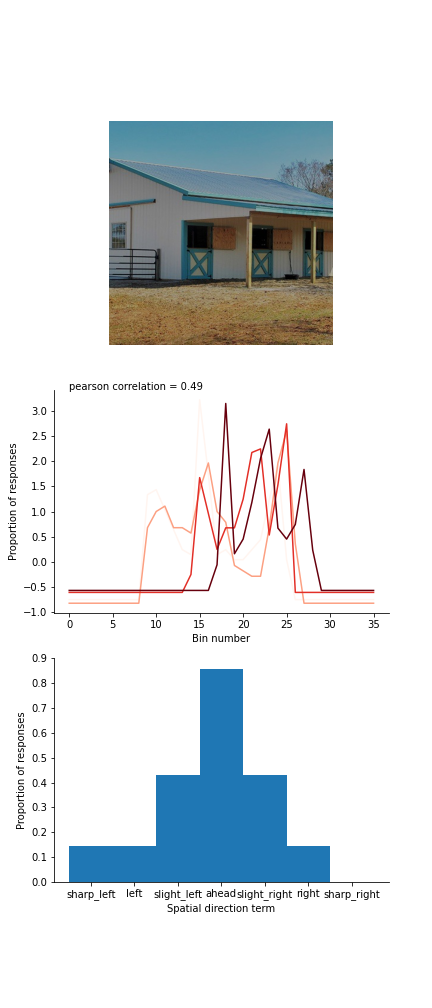 pearson correlation = 0.49
3.0
2.5
2.0
1.5
1.0
0.5
0.0
−0.5
−1.0
Proportion of responses
0 5 10 15 20 25 30 35
Bin number
0.9
0.8
0.7
0.6
0.5
0.4
0.3
0.2
0.1
0.0
Proportion of responses
sharp_left left slight_left ahead slight_right right sharp_right
Spatial direction term